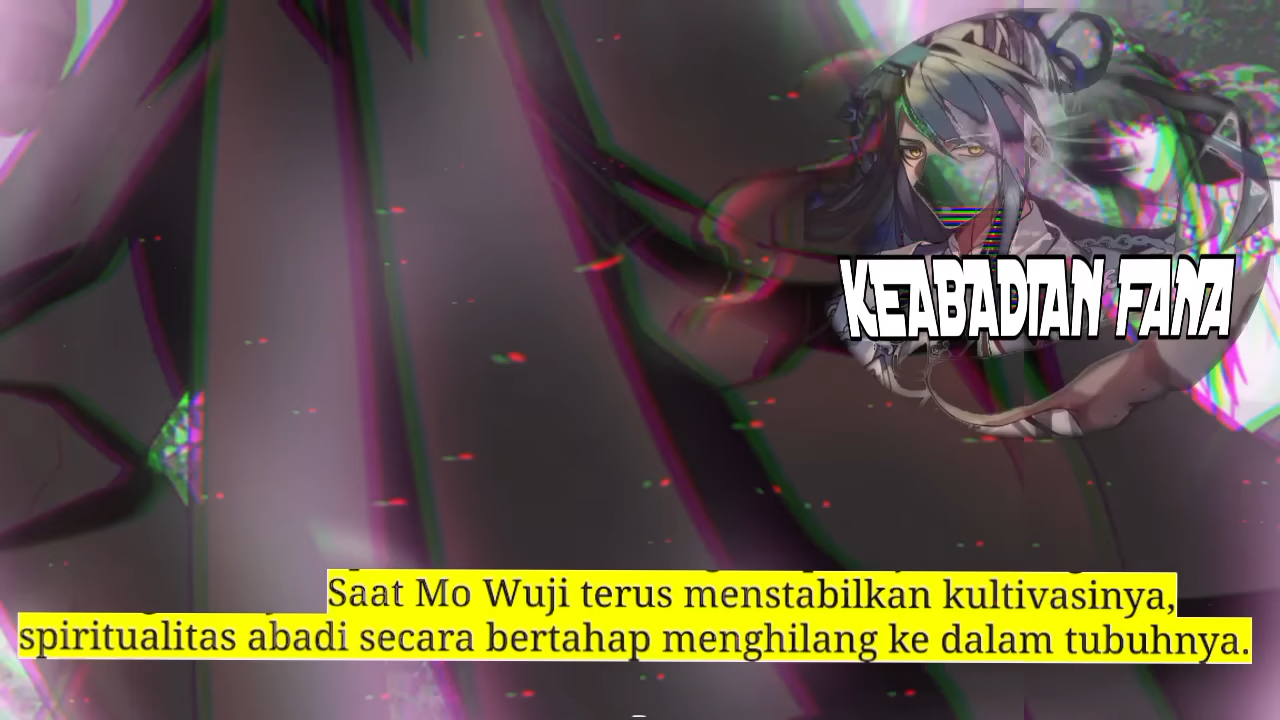 KEABADIAN FANA
Saat Mo Wuji terus menstabilkan kultivasinya,
spiritualitas abadi secara bertahap menghilang ke dalam tubuhnya.